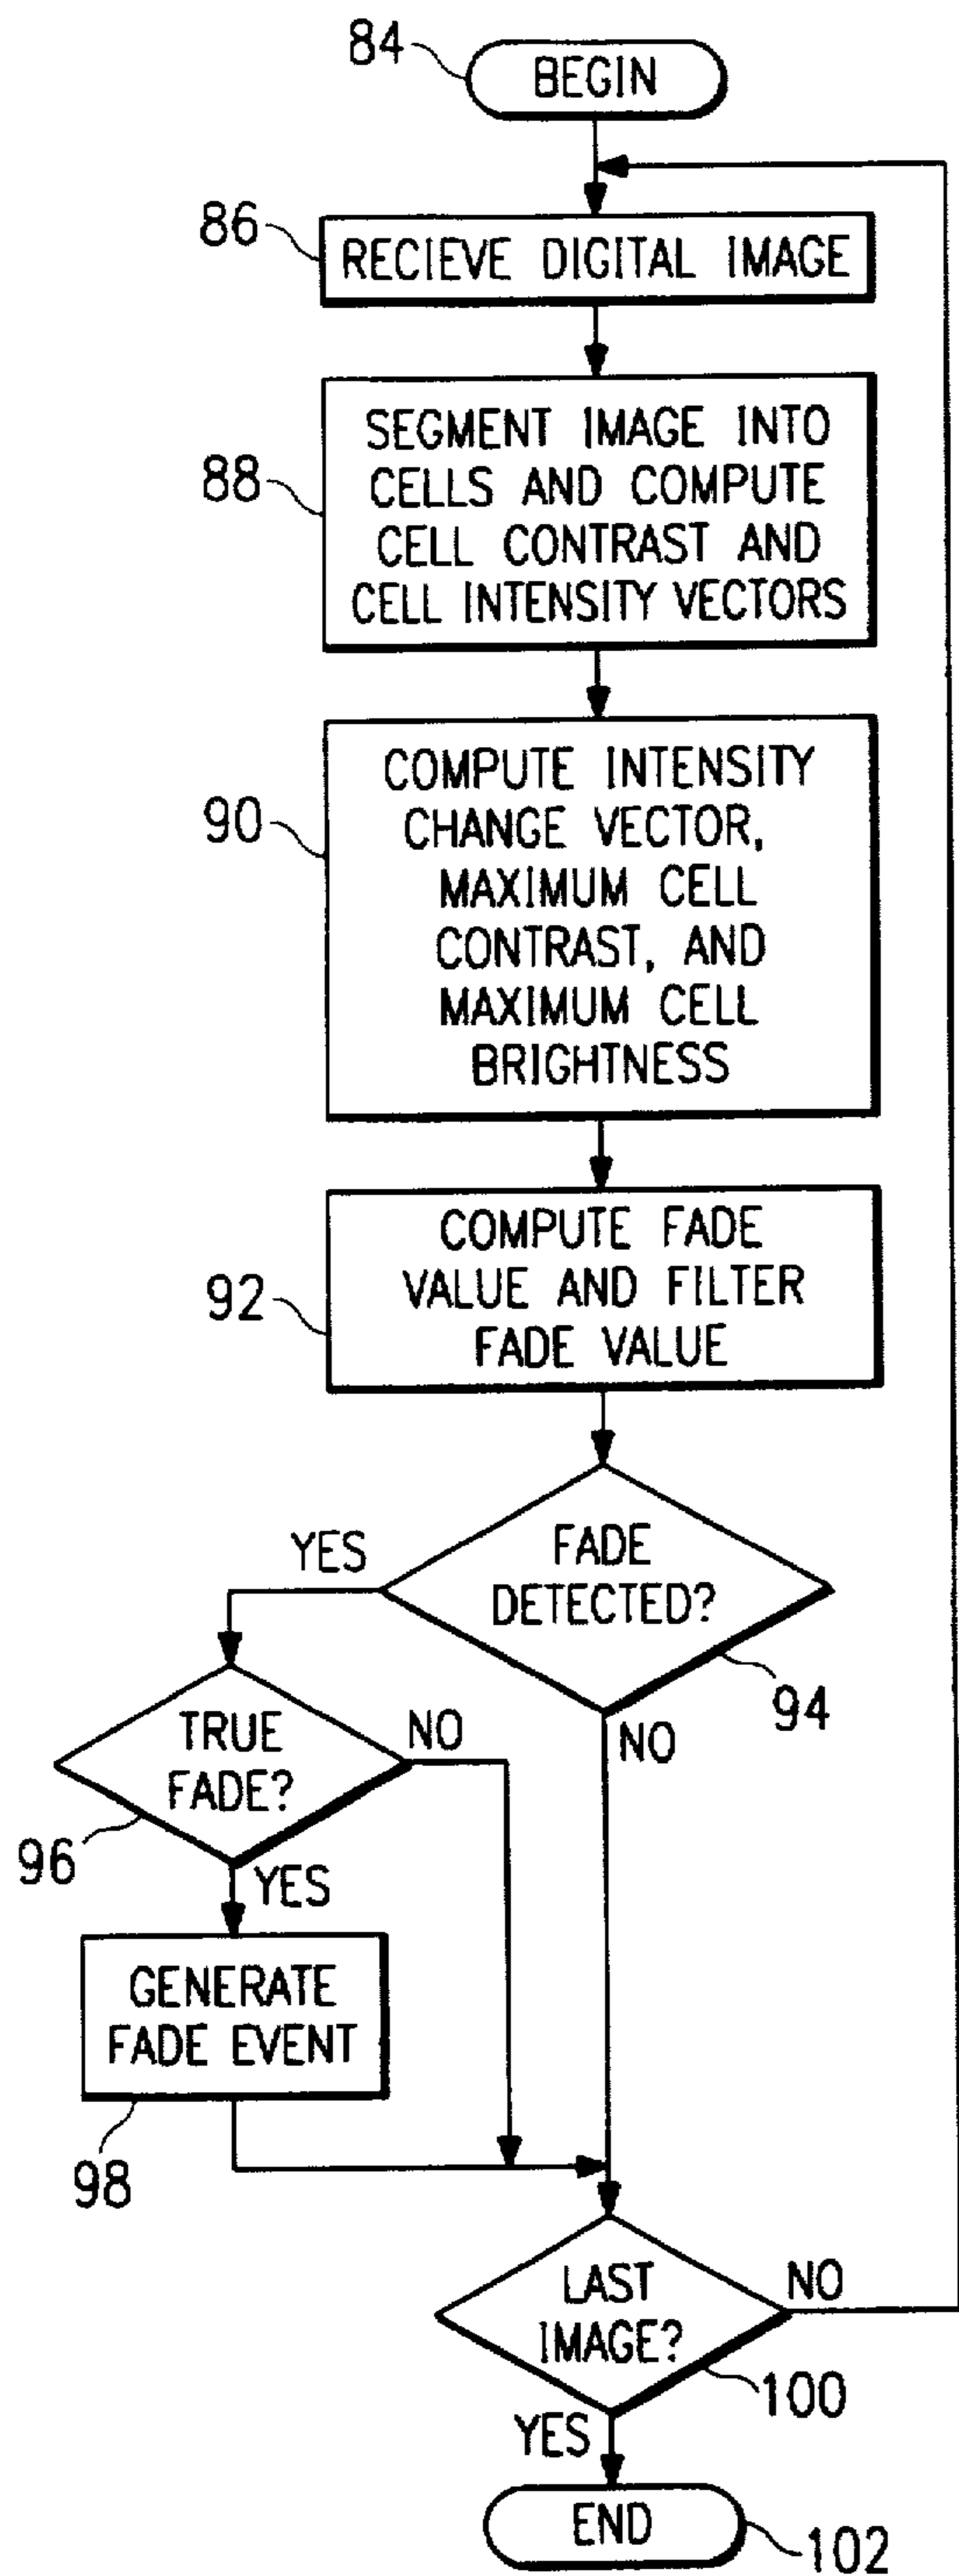 84
BEGIN
86
RECIEVE DIGITAL IMAGE
88
SEGMENT IMAGE INTO
CELLS AND COMPUTE
CELL CONTRAST AND
CELL INTENSITY VECTORS
90
COMPUTE INTENSITY
CHANGE VECTOR,
MAXIMUM CELL
CONTRAST, AND
MAXIMUM CELL
BRIGHTNESS
92
COMPUTE FADE
VALUE AND FILTER
FADE VALUE
YES
FADE
DETECTED?
94
NO
TRUE
FADE?
NO
96
YES
GENERATE
FADE EVENT
98
LAST
IMAGE?
NO
100
YES
END
102